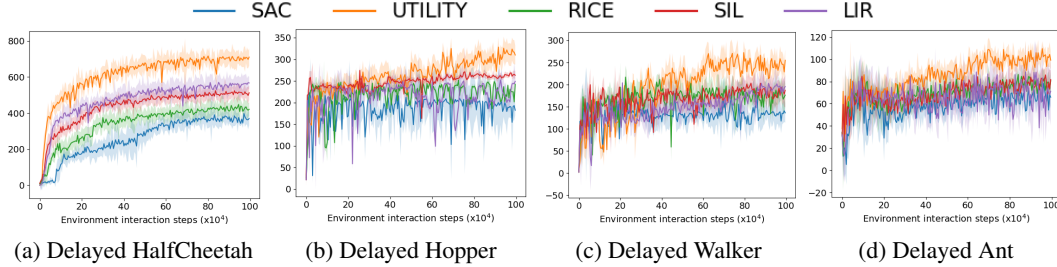 SAC UTILITY RICE SIL LIR
800
600
400
200
0
0 20 40 60 80 100
Environment interaction steps (x10⁴)
(a) Delayed HalfCheetah
350
300
250
200
150
100
50
0
0 20 40 60 80 100
Environment interaction steps (x10⁴)
(b) Delayed Hopper
300
250
200
150
100
50
0
−50
0 20 40 60 80 100
Environment interaction steps (x10⁴)
(c) Delayed Walker
120
100
80
60
40
20
0
−20
0 20 40 60 80 100
Environment interaction steps (x10⁴)
(d) Delayed Ant